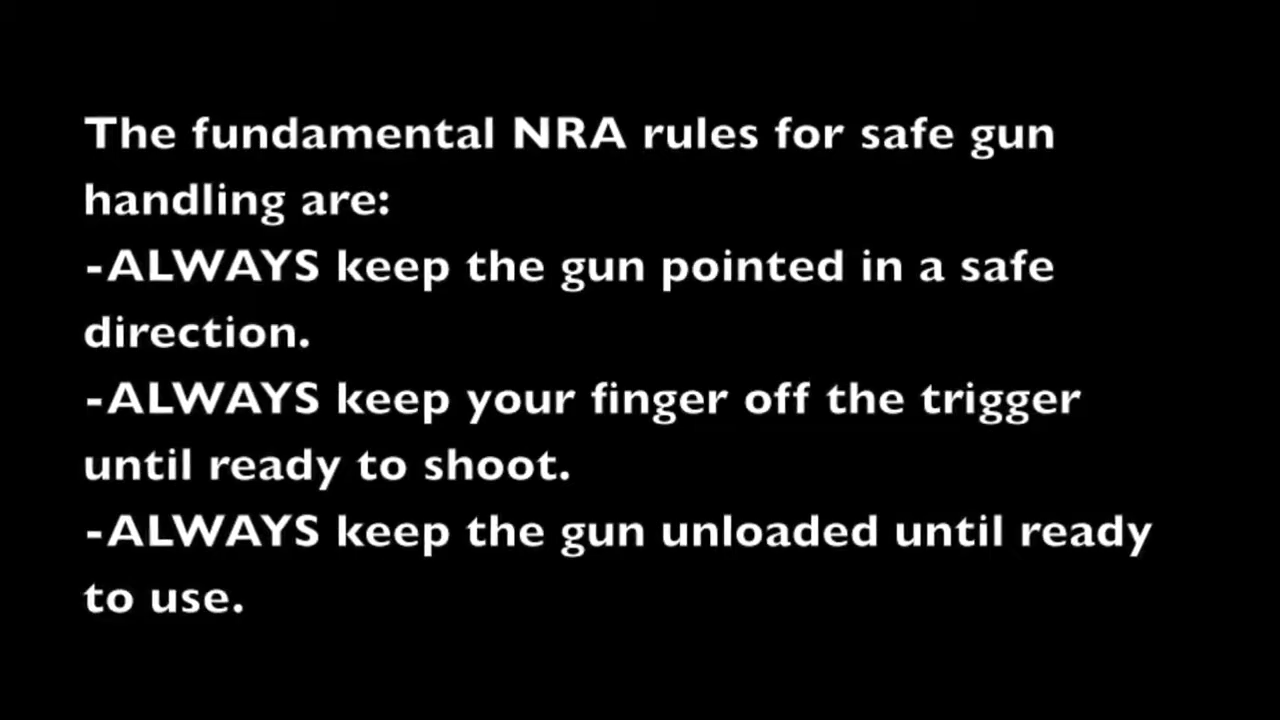 The fundamental NRA rules for safe gun
handling are:
-ALWAYS keep the gun pointed in a safe
direction.
-ALWAYS keep your finger off the trigger
until ready to shoot.
-ALWAYS keep the gun unloaded until ready
to use.